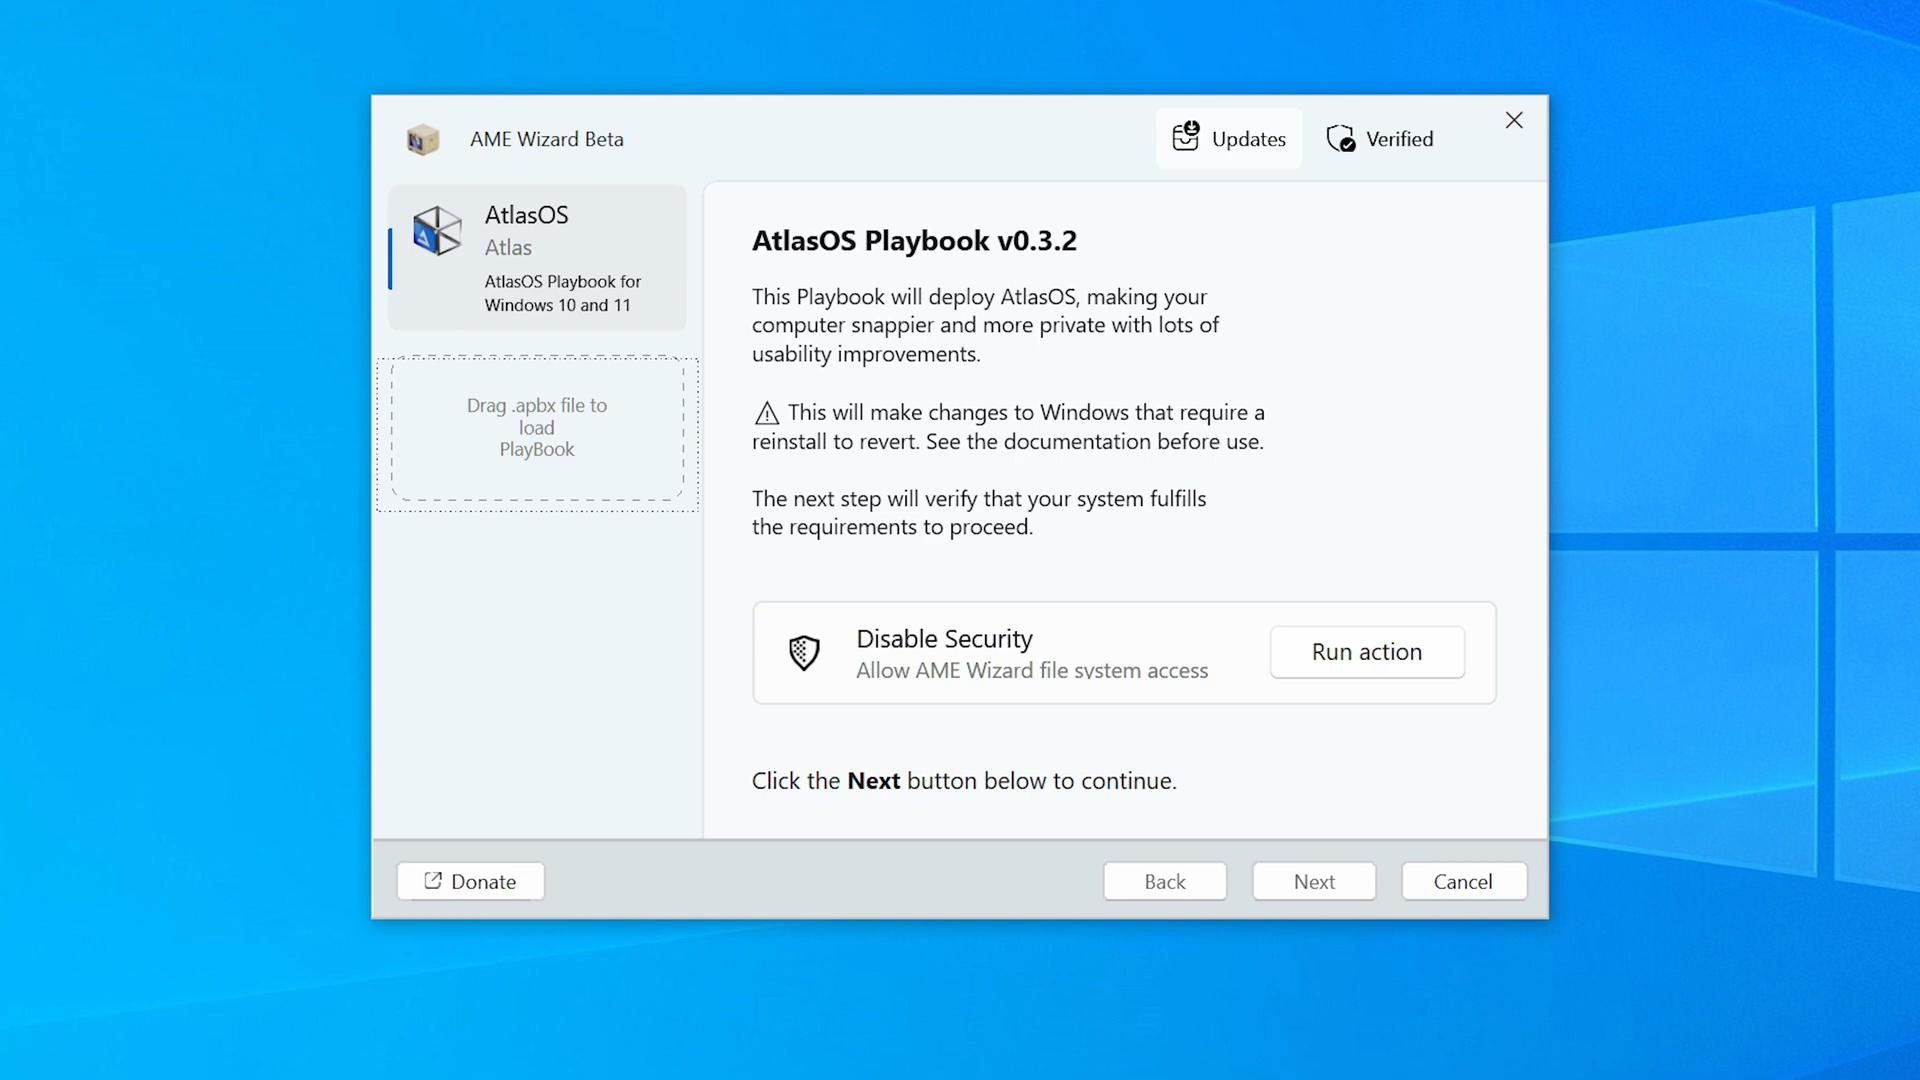 AME Wizard Beta
Updates
Verified
AtlasOS
Atlas
AtlasOS Playbook for
Windows 10 and 11
Drag .apbx file to
load
PlayBook
AtlasOS Playbook v0.3.2
This Playbook will deploy AtlasOS, making your
computer snappier and more private with lots of
usability improvements.
This will make changes to Windows that require a
reinstall to revert. See the documentation before use.
The next step will verify that your system fulfills
the requirements to proceed.
Disable Security
Allow AME Wizard file system access
Run action
Click the Next button below to continue.
Donate
Back
Next
Cancel